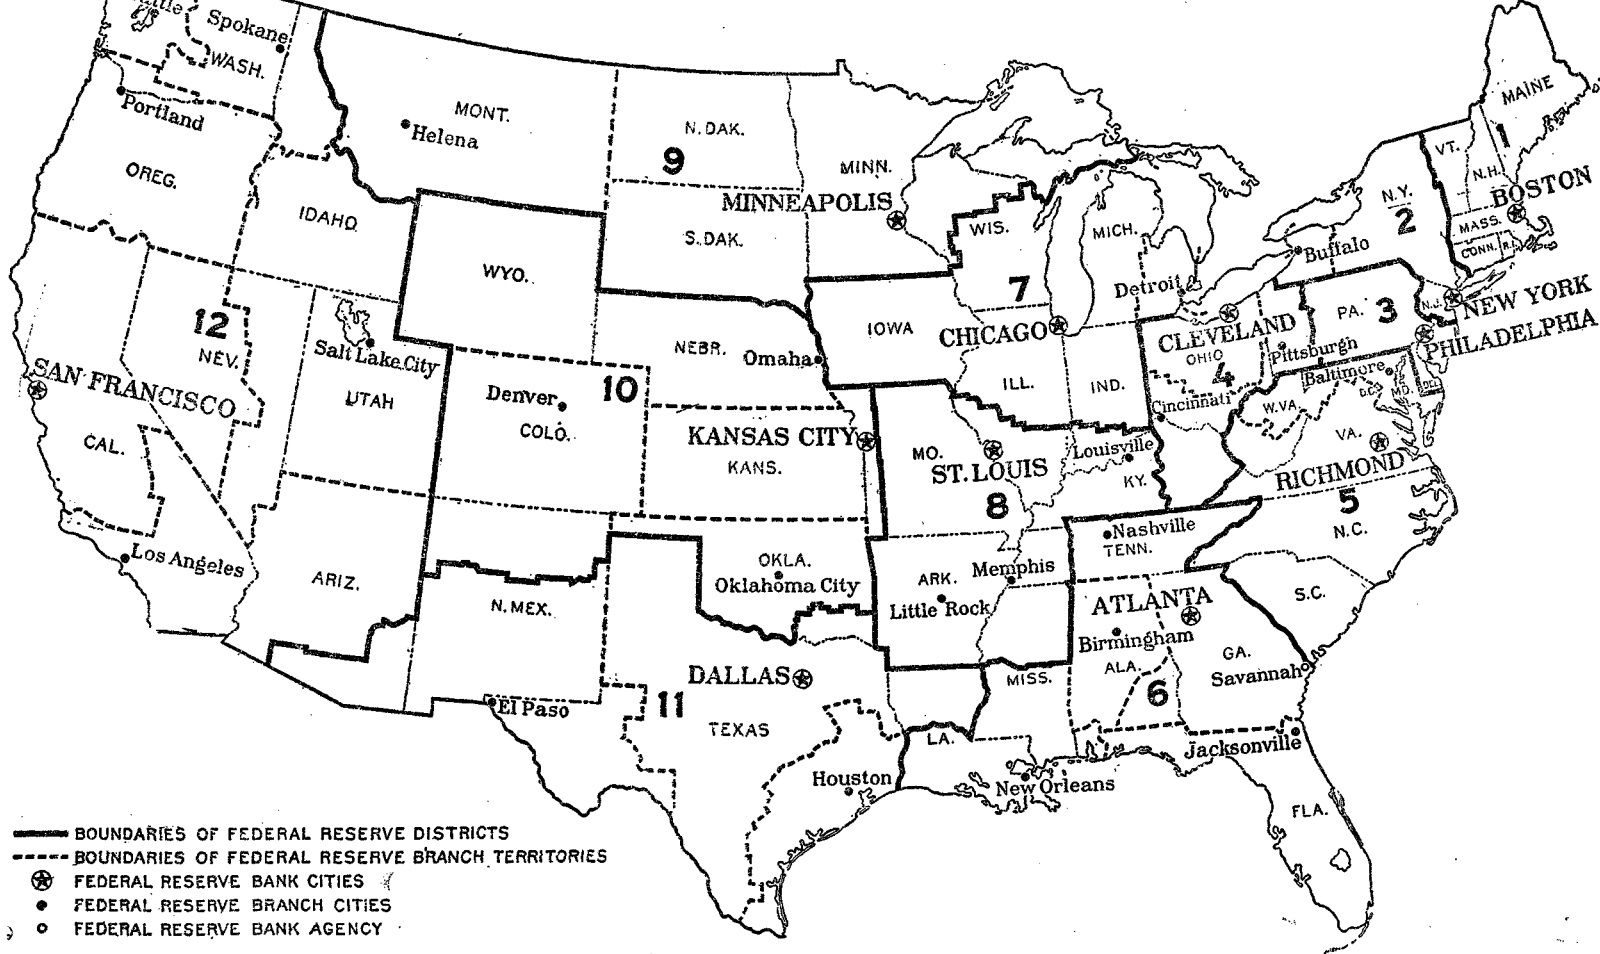 Spokane
WASH.
Portland
OREG.
IDAHO
MONT.
Helena
N. DAK.
9
MINN.
MINNEAPOLIS
S. DAK.
WYO.
WIS.
MICH.
7
Detroit
MAINE
VT.
1
N.H.
BOSTON
N.Y.
2
MASS.
CONN.
R.I.
Buffalo
N.J.
NEW YORK
PA.
3
PHILADELPHIA
12
NEV.
SAN FRANCISCO
CAL.
Los Angeles
Salt Lake City
UTAH
ARIZ.
NEBR.
Omaha
IOWA
CHICAGO
ILL.
IND.
CLEVELAND
OHIO
4
Pittsburgh
Cincinnati
Baltimore
D.C.
MD.
DEL.
W.VA.
VA.
RICHMOND
5
N.C.
S.C.
Denver
COLO.
10
KANSAS CITY
KANS.
MO.
ST. LOUIS
8
Louisville
KY.
Nashville
TENN.
OKLA.
Oklahoma City
ARK.
Memphis
Little Rock
N. MEX.
El Paso
DALLAS
11
TEXAS
Houston
LA.
New Orleans
MISS.
ATLANTA
Birmingham
ALA.
6
GA.
Savannah
Jacksonville
FLA.
BOUNDARIES OF FEDERAL RESERVE DISTRICTS
BOUNDARIES OF FEDERAL RESERVE BRANCH TERRITORIES
FEDERAL RESERVE BANK CITIES
FEDERAL RESERVE BRANCH CITIES
FEDERAL RESERVE BANK AGENCY